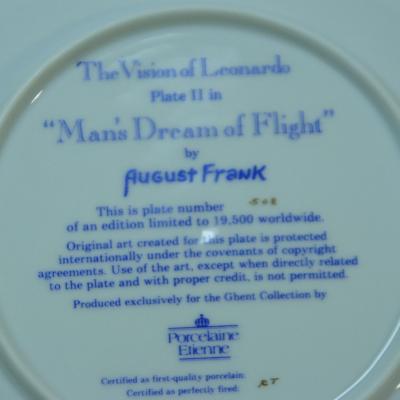 The Vision of Leonardo
Plate II in
"Man's Dream of Flight"
by
August Frank
This is plate number 508
of an edition limited to 19,500 worldwide.
Original art created for this plate is protected
internationally under the covenants of copyright
agreements. Use of the art, except when directly related
to the plate and with proper credit, is not permitted.
Produced exclusively for the Ghent Collection by
Porcelaine
Etienne
Certified as first-quality porcelain:
Certified as perfectly fired: